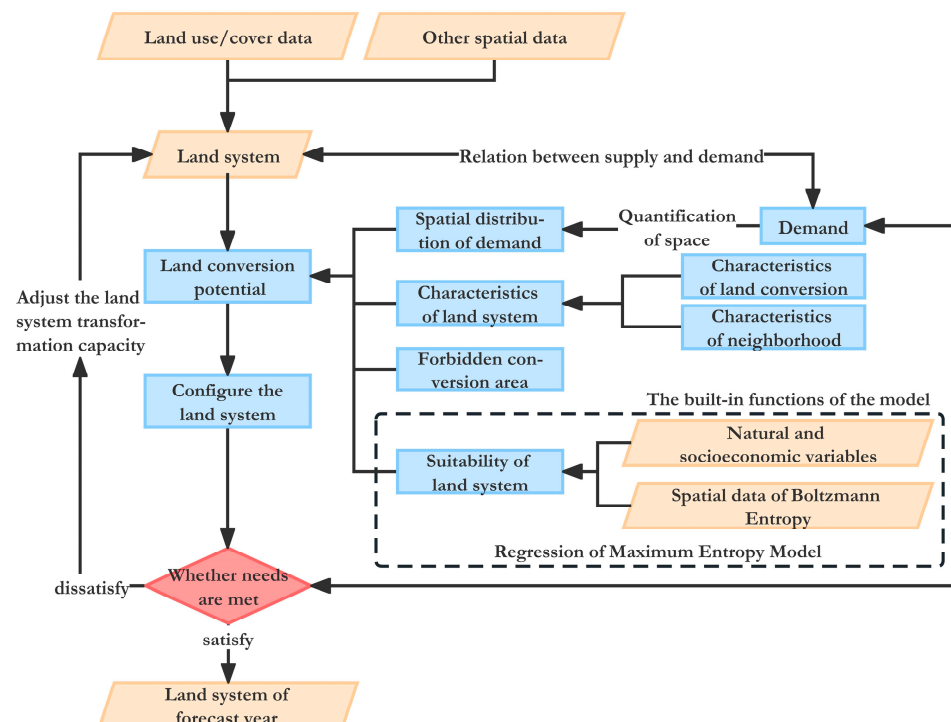 Land use/cover data
Other spatial data
Land system
Relation between supply and demand
Spatial distribu-
tion of demand
Quantification
of space
Demand
Land conversion
potential
Characteristics
of land conversion
Characteristics
of land system
Characteristics
of neighborhood
Adjust the land
system transfor-
mation capacity
Forbidden con-
version area
Configure the
land system
The built-in functions of the model
Natural and
socioeconomic variables
Suitability of
land system
Spatial data of Boltzmann
Entropy
Regression of Maximum Entropy Model
Whether needs
are met
dissatisfy
satisfy
Land system of
forecast year